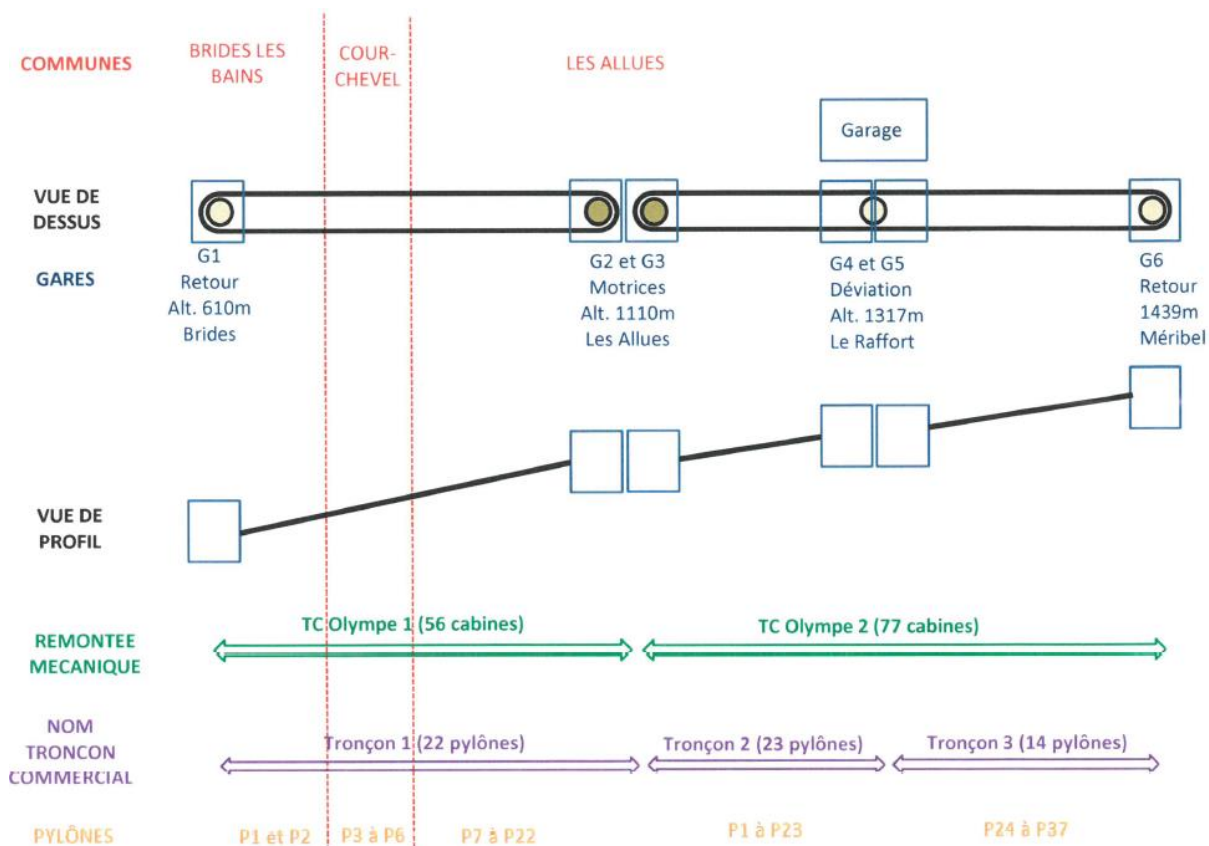 COMMUNES
BRIDES LES
BAINS
COUR-
CHEVEL
LES ALLUES
Garage
VUE DE
DESSUS
GARES
G1
Retour
Alt. 610m
Brides
G2 et G3
Motrices
Alt. 1110m
Les Allues
G4 et G5
Déviation
Alt. 1317m
Le Raffort
G6
Retour
1439m
Méribel
VUE DE
PROFIL
REMONTEE
MECANIQUE
TC Olympe 1 (56 cabines)
TC Olympe 2 (77 cabines)
NOM
TRONCON
COMMERCIAL
Tronçon 1 (22 pylônes)
Tronçon 2 (23 pylônes)
Tronçon 3 (14 pylônes)
PYLÔNES
P1 et P2
P3 à P6
P7 à P22
P1 à P23
P24 à P37